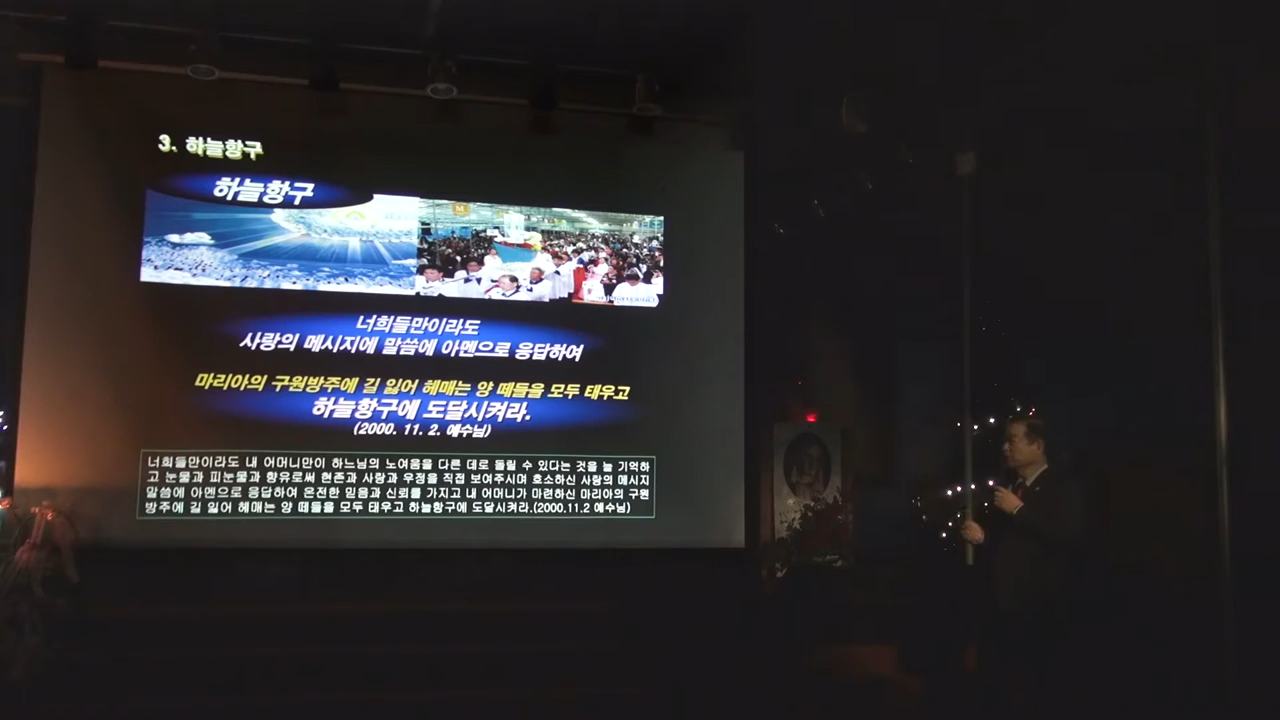 3. 하늘항구
하늘항구
M
너희들만이라도
사랑의 메시지에 말씀에 아멘으로 응답하여
마리아의 구원방주에 길 잃어 헤매는 양 떼들을 모두 태우고
하늘항구에 도달시켜라.
(2000. 11. 2. 예수님)
너희들만이라도 내 어머니만이 하느님의 노여움을 다른 데로 돌릴 수 있다는 것을 늘 기억하
고 눈물과 피눈물과 향유로써 현존과 사랑과 우정을 직접 보여주시며 호소하신 사랑의 메시지
말씀에 아멘으로 응답하여 온전한 믿음과 신뢰를 가지고 내 어머니가 마련하신 마리아의 구원
방주에 길 잃어 헤매는 양 떼들을 모두 태우고 하늘항구에 도달시켜라.(2000.11.2 예수님)